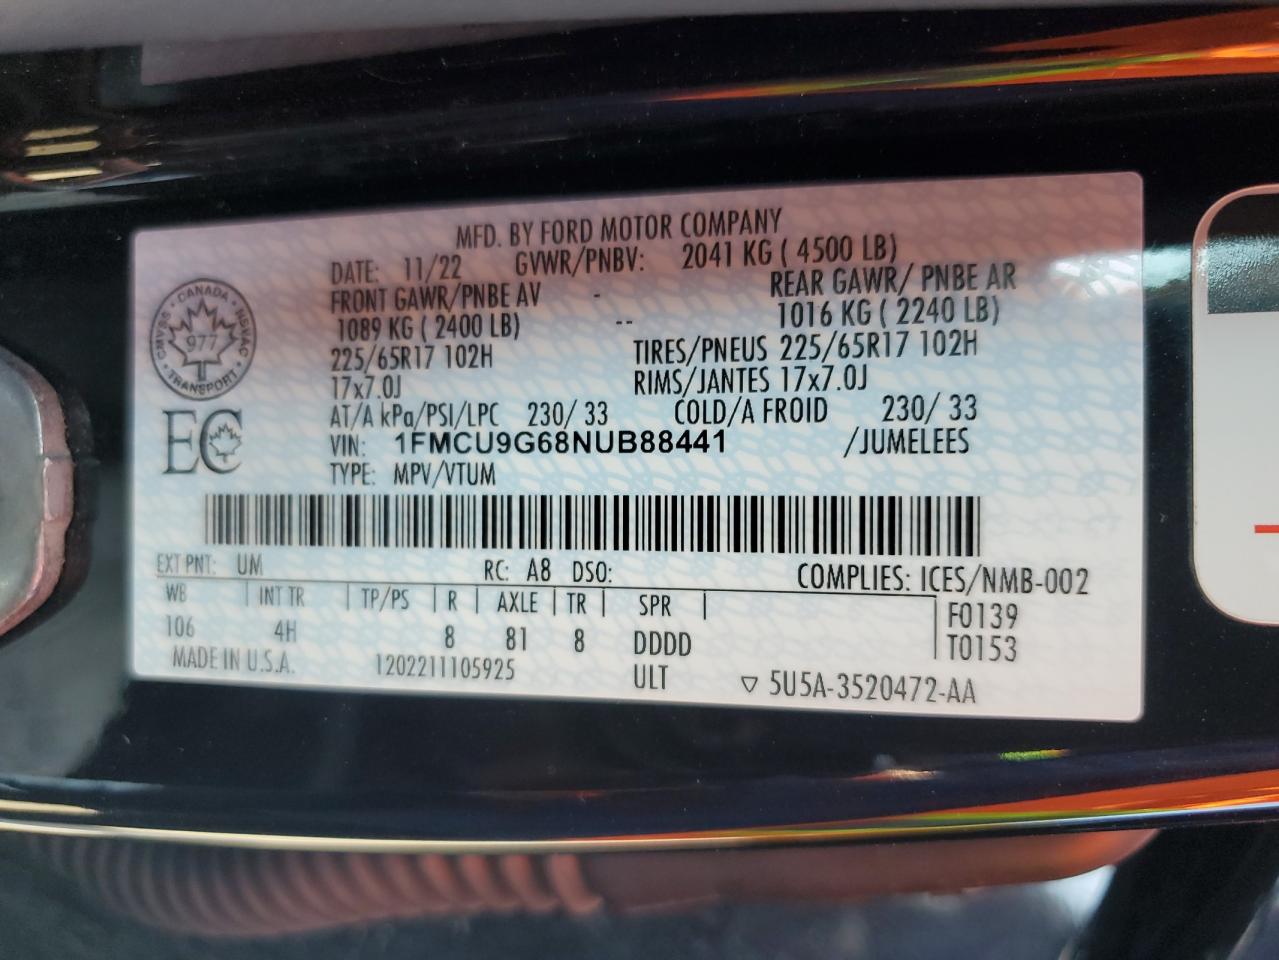 MFD. BY FORD MOTOR COMPANY
DATE: 11/22 GVWR/PNBV: 2041 KG ( 4500 LB)
FRONT GAWR/PNBE AV - REAR GAWR/ PNBE AR
1089 KG ( 2400 LB) -- 1016 KG ( 2240 LB)
225/65R17 102H TIRES/PNEUS 225/65R17 102H
17x7.0J RIMS/JANTES 17x7.0J
AT/A kPa/PSI/LPC 230/ 33 COLD/A FROID 230/ 33
VIN: 1FMCU9G68NUB88441 /JUMELEES
TYPE: MPV/VTUM
CANADA
CMVSS NSVAC
977
TRANSPORT
EC
EXT PNT: UM RC: A8 DSO: COMPLIES: ICES/NMB-002
WB | INT TR | TP/PS | R | AXLE | TR | SPR | F0139
106 4H 8 81 8 DDDD T0153
MADE IN U.S.A. 1202211105925 ULT ▽ 5U5A-3520472-AA